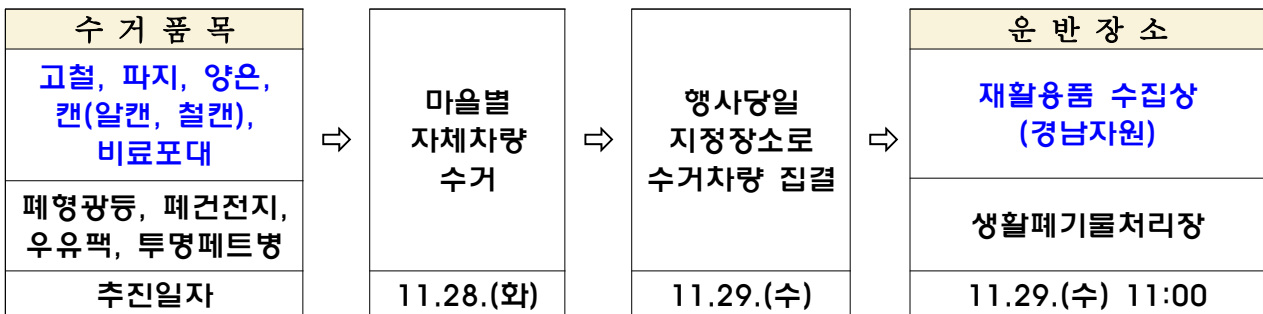 수 거 품 목
고철, 파지, 양은,
캔(알캔, 철캔),
비료포대
폐형광등, 폐건전지,
우유팩, 투명페트병
추진일자
⇨
마을별
자체차량
수거
11.28.(화)
⇨
행사당일
지정장소로
수거차량 집결
11.29.(수)
⇨
운 반 장 소
재활용품 수집상
(경남자원)
생활폐기물처리장
11.29.(수) 11:00